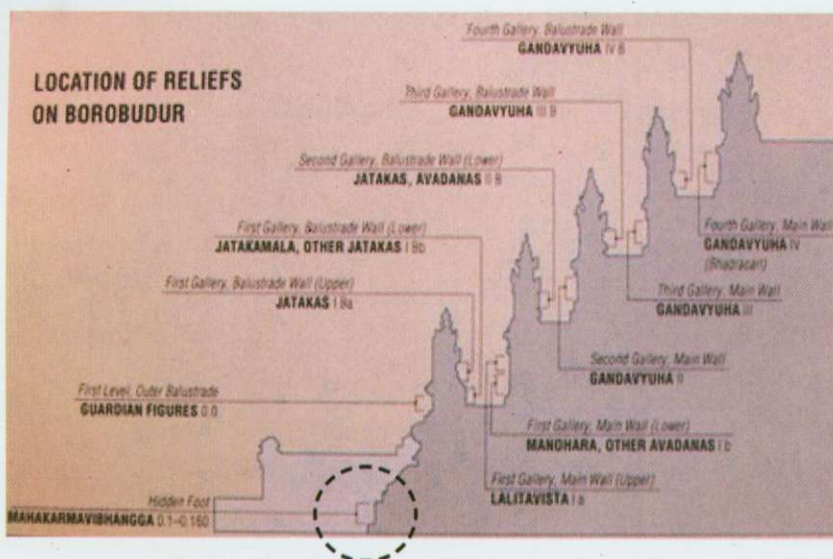 LOCATION OF RELIEFS
ON BOROBUDUR
Fourth Gallery, Balustrade Wall
GANDAVYUHA IV B
Third Gallery, Balustrade Wall
GANDAVYUHA III B
Second Gallery, Balustrade Wall (Lower)
JATAKAS, AVADANAS II B
First Gallery, Balustrade Wall (Lower)
JATAKAMALA, OTHER JATAKAS I Bb
First Gallery, Balustrade Wall (Upper)
JATAKAS I Ba
First Level, Outer Balustrade
GUARDIAN FIGURES 0.0
Hidden Foot
MAHAKARMAVIBHANGGA 0.1–0.160
Fourth Gallery, Main Wall
GANDAVYUHA IV
(Bhadracari)
Third Gallery, Main Wall
GANDAVYUHA III
Second Gallery, Main Wall
GANDAVYUHA II
First Gallery, Main Wall (Lower)
MANOHARA, OTHER AVADANAS I b
First Gallery, Main Wall (Upper)
LALITAVISTA I a